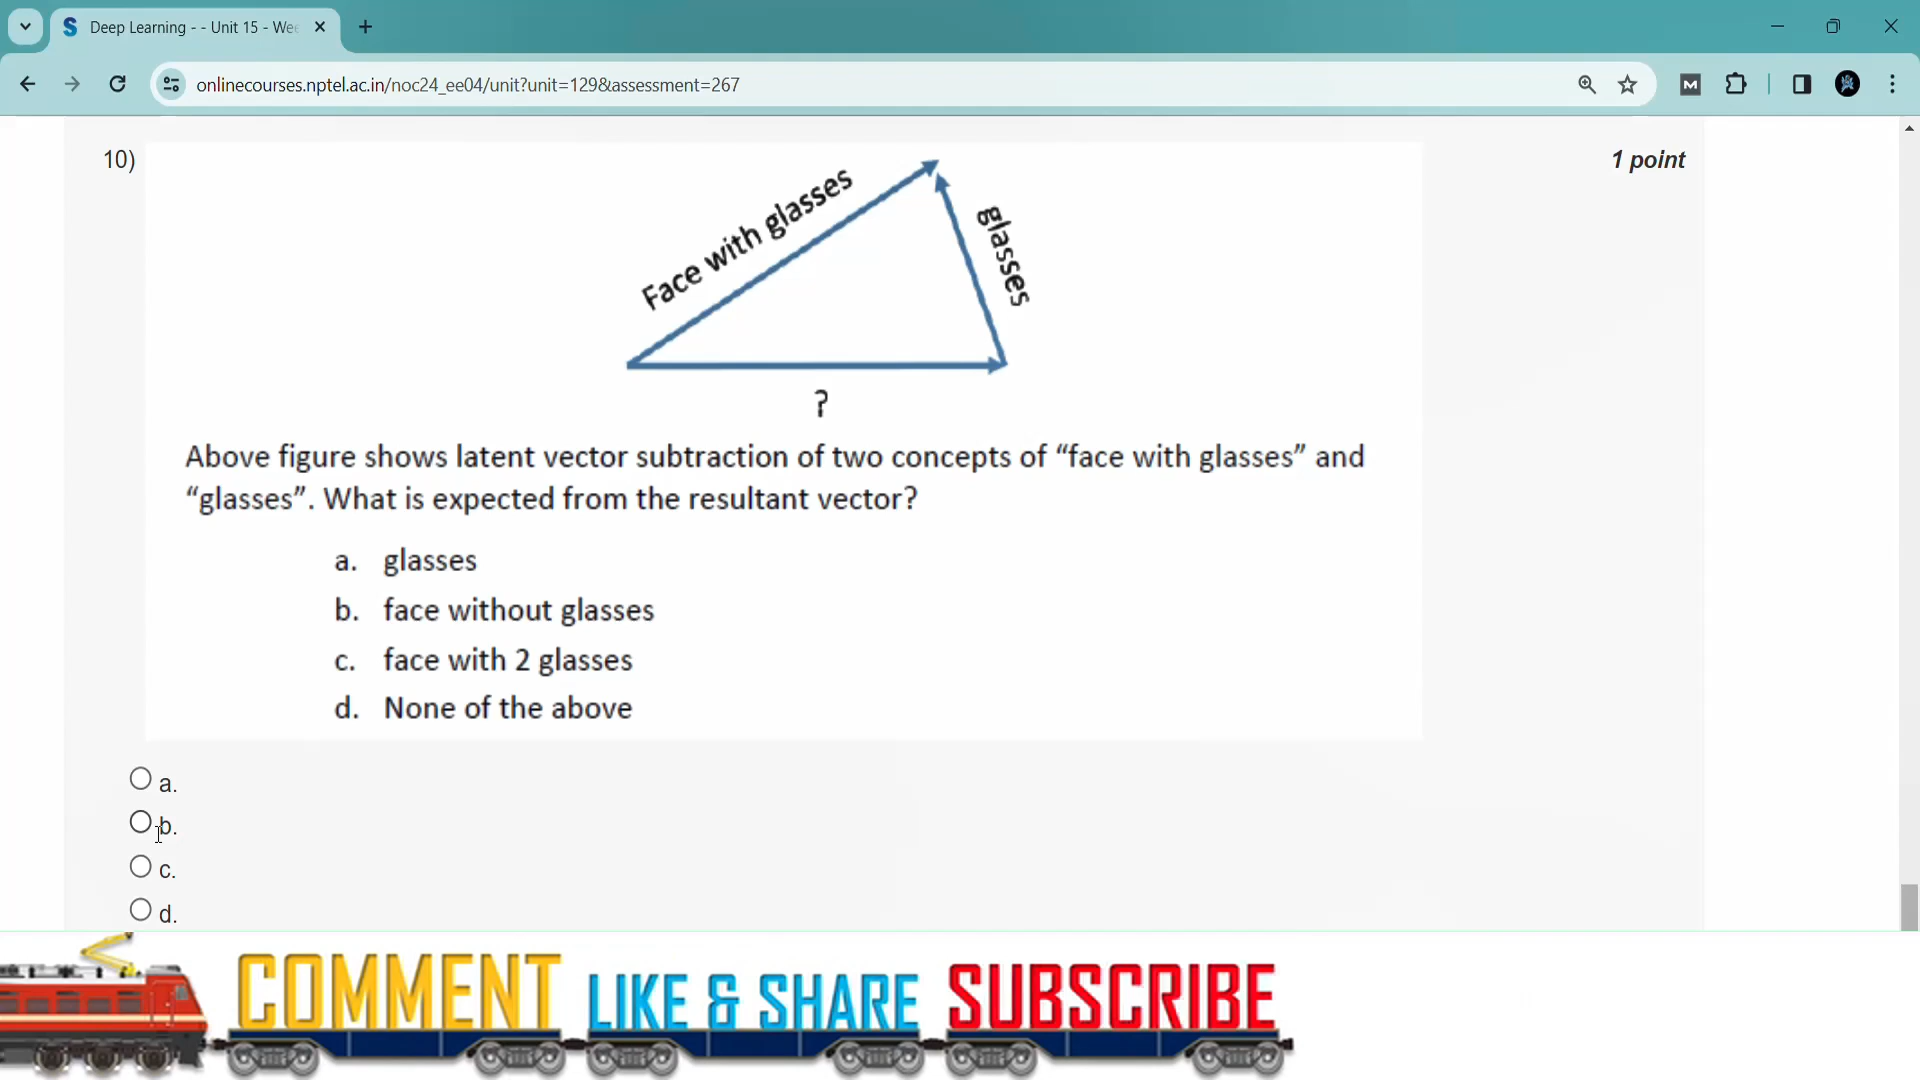 Deep Learning - - Unit 15 - Wee
onlinecourses.nptel.ac.in/noc24_ee04/unit?unit=129&assessment=267
10)
1 point
Face with glasses
glasses
?
Above figure shows latent vector subtraction of two concepts of “face with glasses” and
“glasses”. What is expected from the resultant vector?
a. glasses
b. face without glasses
c. face with 2 glasses
d. None of the above
a.
b.
c.
d.
COMMENT LIKE & SHARE SUBSCRIBE